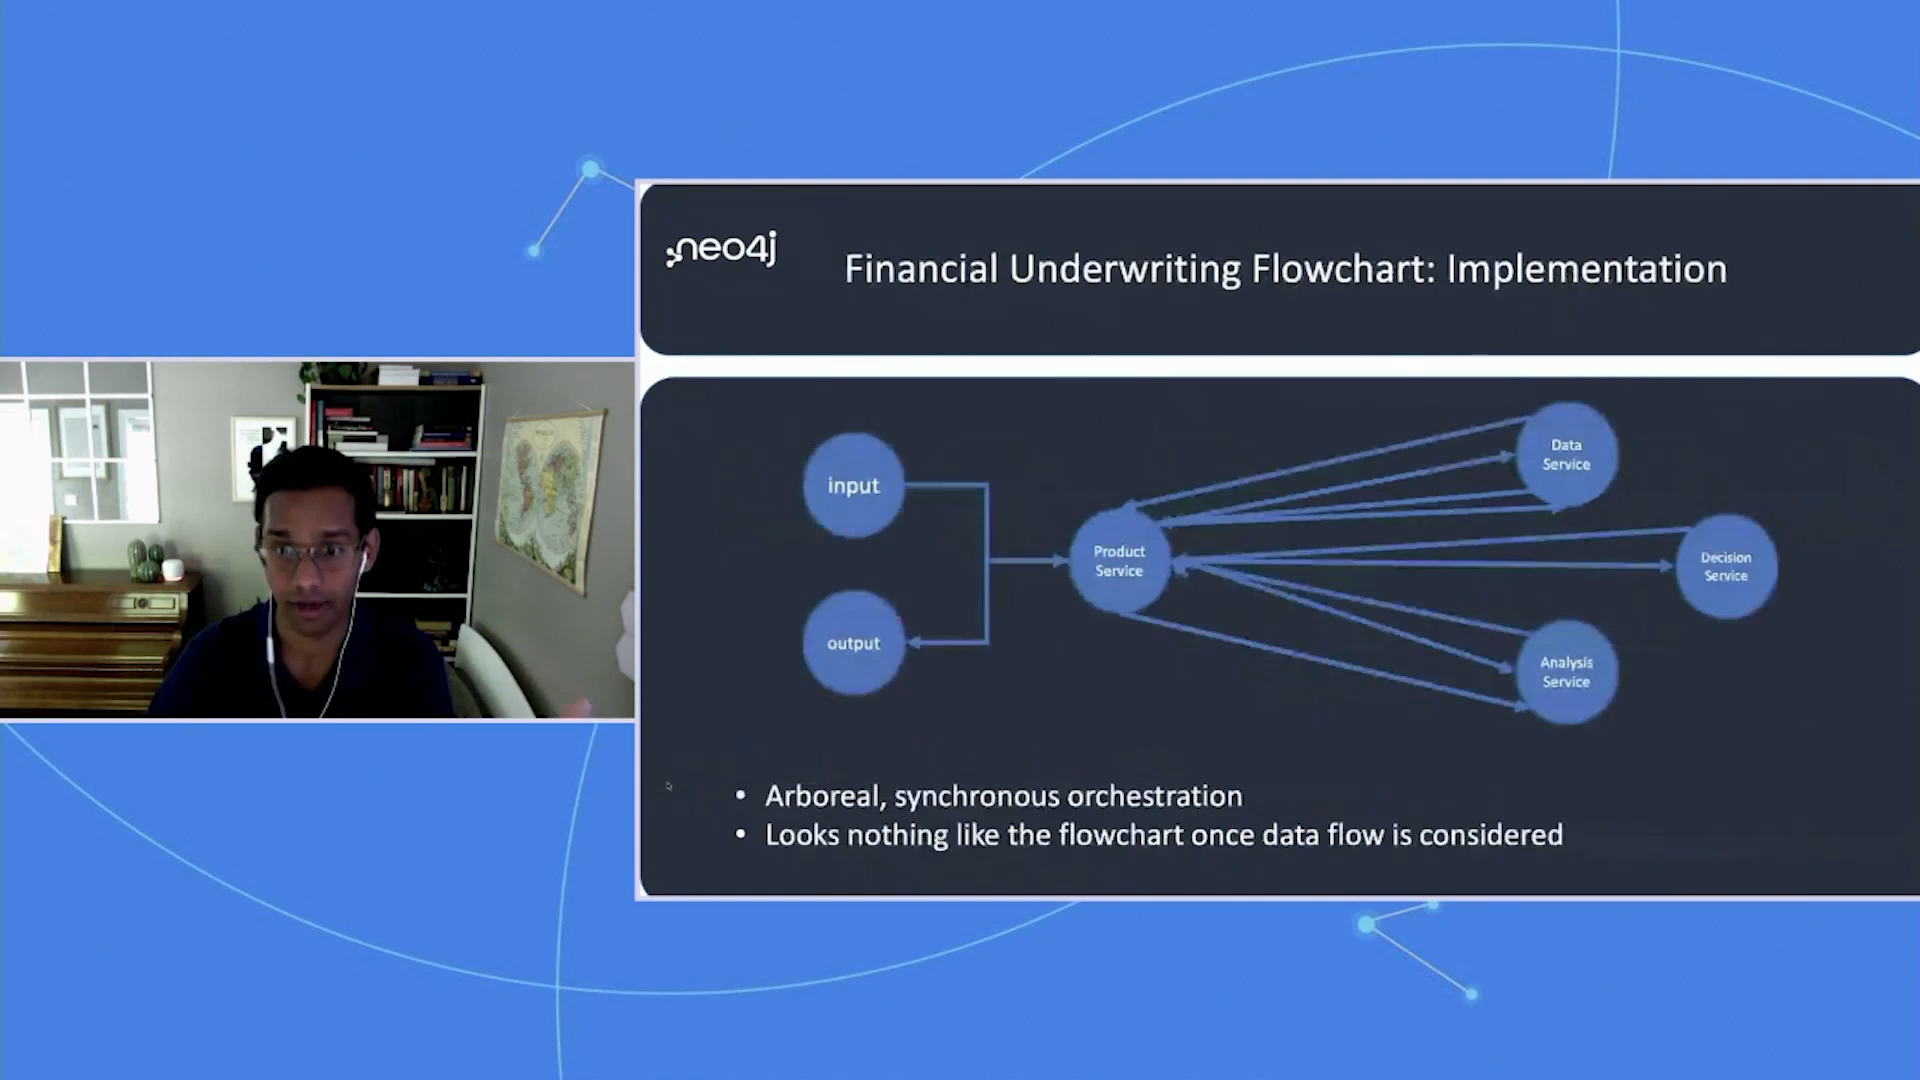 neo4j
Financial Underwriting Flowchart: Implementation
input
output
Product
Service
Data
Service
Decision
Service
Analysis
Service
• Arboreal, synchronous orchestration
• Looks nothing like the flowchart once data flow is considered